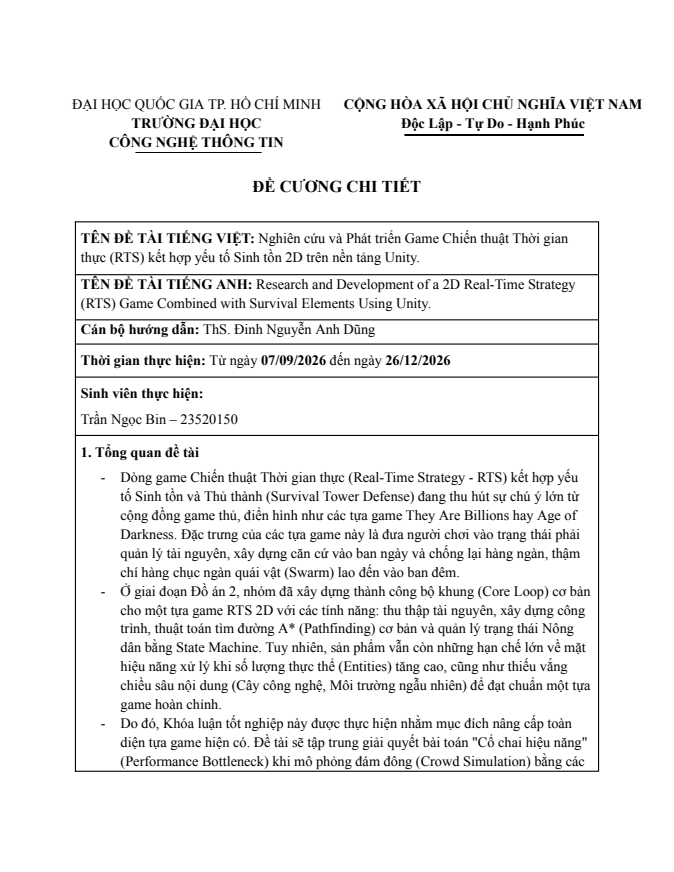 ĐẠI HỌC QUỐC GIA TP. HỒ CHÍ MINH
TRƯỜNG ĐẠI HỌC
CÔNG NGHỆ THÔNG TIN
CỘNG HÒA XÃ HỘI CHỦ NGHĨA VIỆT NAM
Độc Lập - Tự Do - Hạnh Phúc
ĐỀ CƯƠNG CHI TIẾT
TÊN ĐỀ TÀI TIẾNG VIỆT: Nghiên cứu và Phát triển Game Chiến thuật Thời gian
thực (RTS) kết hợp yếu tố Sinh tồn 2D trên nền tảng Unity.
TÊN ĐỀ TÀI TIẾNG ANH: Research and Development of a 2D Real-Time Strategy
(RTS) Game Combined with Survival Elements Using Unity.
Cán bộ hướng dẫn: ThS. Đinh Nguyễn Anh Dũng
Thời gian thực hiện: Từ ngày 07/09/2026 đến ngày 26/12/2026
Sinh viên thực hiện:
Trần Ngọc Bin – 23520150
1. Tổng quan đề tài
- Dòng game Chiến thuật Thời gian thực (Real-Time Strategy - RTS) kết hợp yếu
tố Sinh tồn và Thủ thành (Survival Tower Defense) đang thu hút sự chú ý lớn từ
cộng đồng game thủ, điển hình như các tựa game They Are Billions hay Age of
Darkness. Đặc trưng của các tựa game này là đưa người chơi vào trạng thái phải
quản lý tài nguyên, xây dựng căn cứ vào ban ngày và chống lại hàng ngàn, thậm
chí hàng chục ngàn quái vật (Swarm) lao đến vào ban đêm.
- Ở giai đoạn Đồ án 2, nhóm đã xây dựng thành công bộ khung (Core Loop) cơ bản
cho một tựa game RTS 2D với các tính năng: thu thập tài nguyên, xây dựng công
trình, thuật toán tìm đường A* (Pathfinding) cơ bản và quản lý trạng thái Nông
dân bằng State Machine. Tuy nhiên, sản phẩm vẫn còn những hạn chế lớn về mặt
hiệu năng xử lý khi số lượng thực thể (Entities) tăng cao, cũng như thiếu vắng
chiều sâu nội dung (Cây công nghệ, Môi trường ngẫu nhiên) để đạt chuẩn một tựa
game hoàn chỉnh.
- Do đó, Khóa luận tốt nghiệp này được thực hiện nhằm mục đích nâng cấp toàn
diện tựa game hiện có. Đề tài sẽ tập trung giải quyết bài toán "Cổ chai hiệu năng"
(Performance Bottleneck) khi mô phỏng đám đông (Crowd Simulation) bằng các